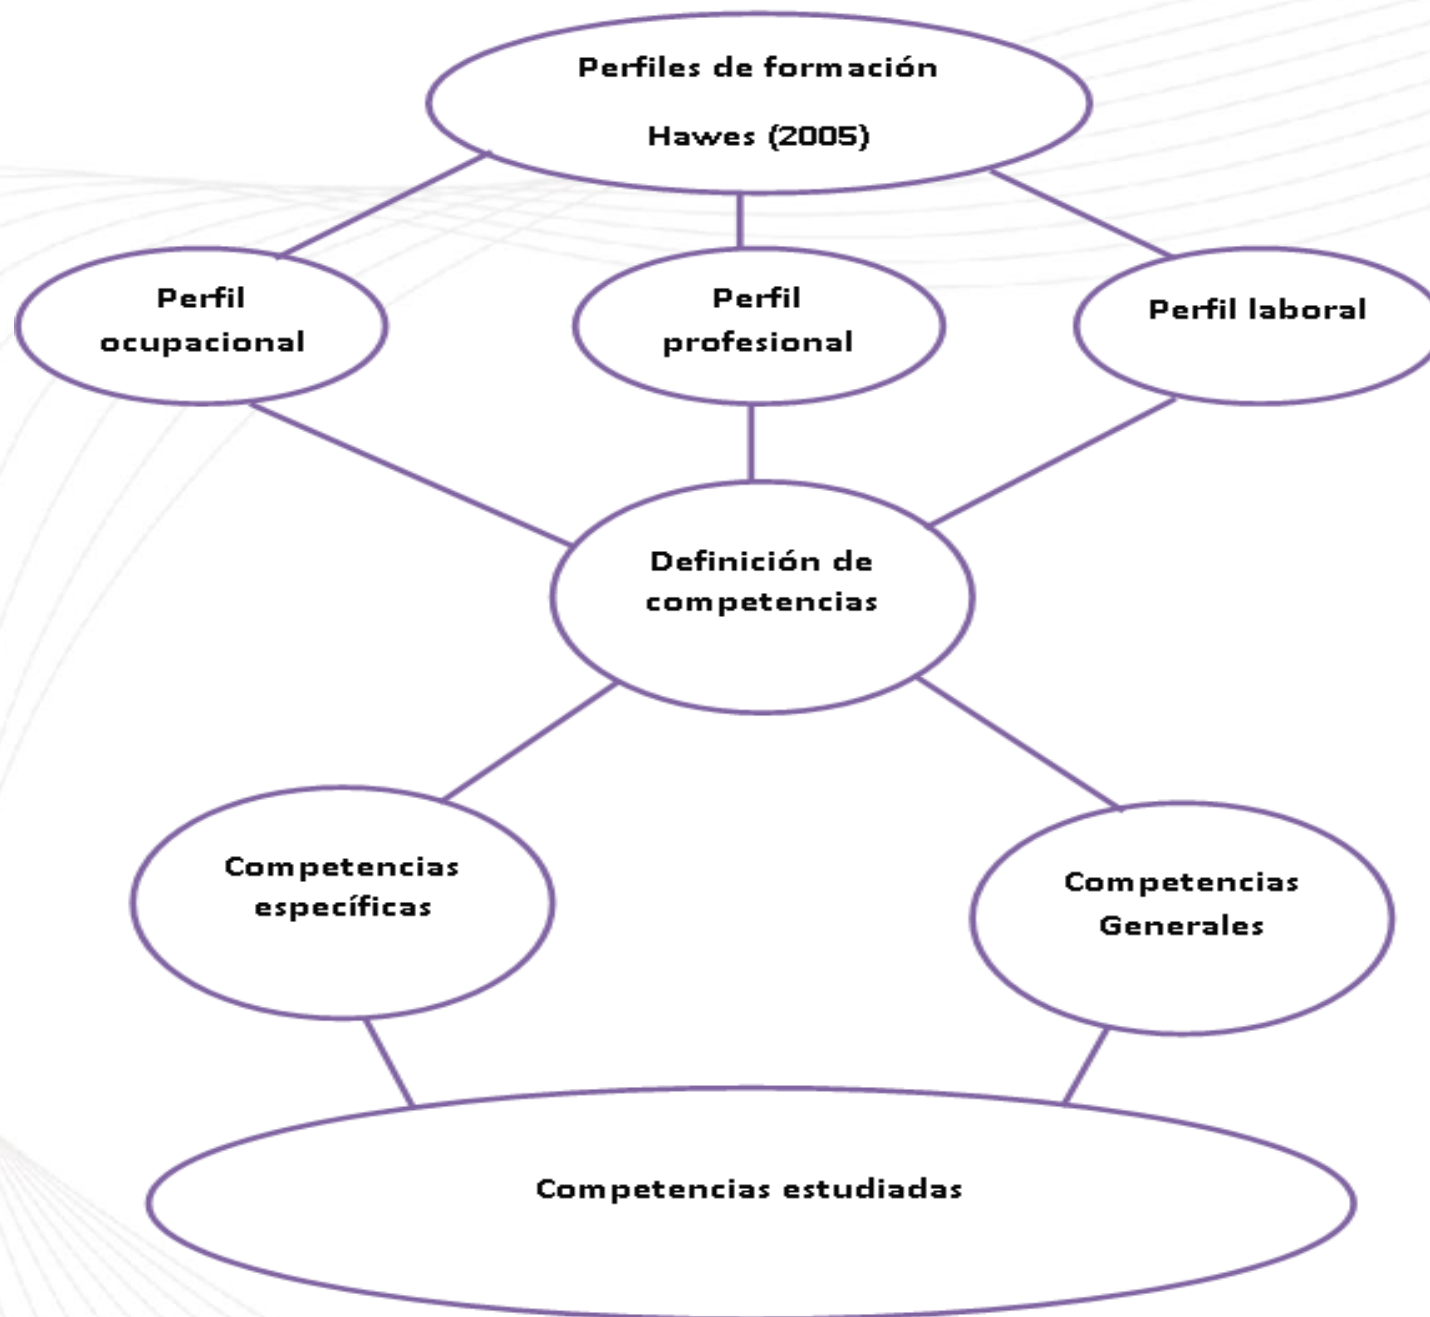 Perfiles de formación
Hawes (2005)
Perfil
ocupacional
Perfil
profesional
Perfil laboral
Definición de
competencias
Competencias
específicas
Competencias
Generales
Competencias estudiadas